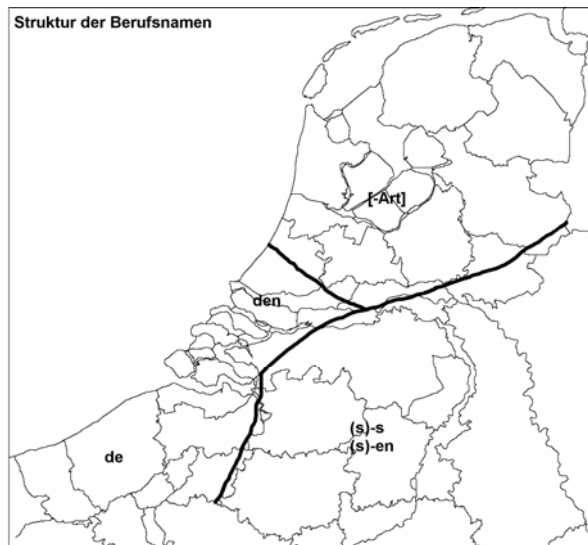 Struktur der Berufsnamen
[-Art]
den
(s)-s
(s)-en
de